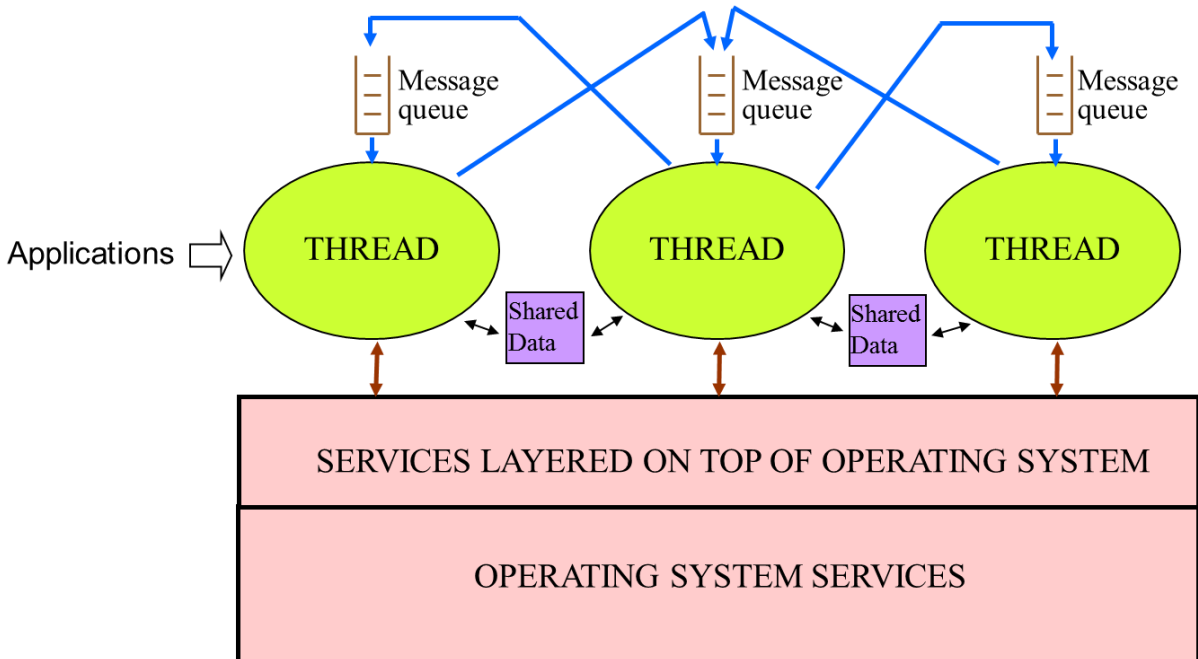 Message
queue
Message
queue
Message
queue
Applications
THREAD
THREAD
THREAD
Shared
Data
Shared
Data
SERVICES LAYERED ON TOP OF OPERATING SYSTEM
OPERATING SYSTEM SERVICES